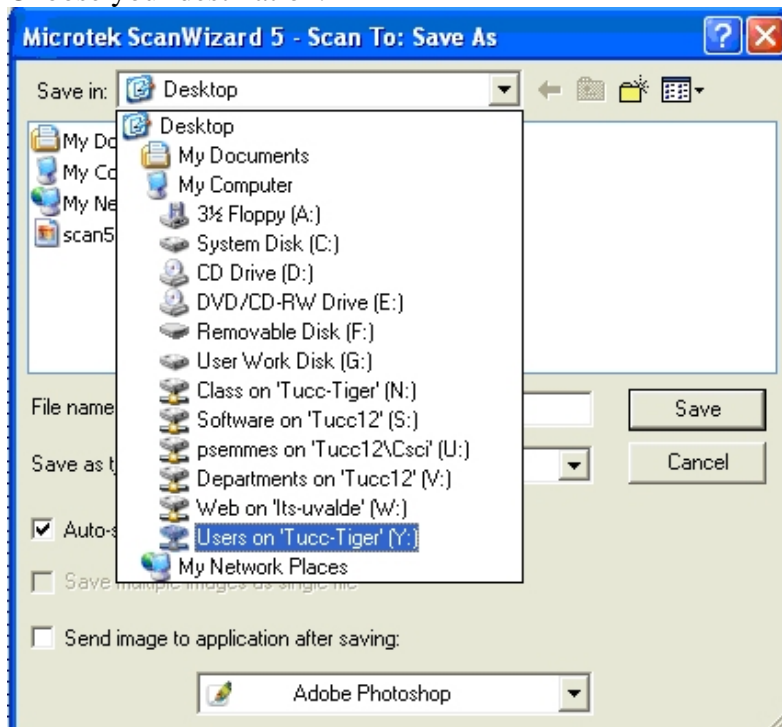 Microtek ScanWizard 5 - Scan To: Save As
Save in: Desktop
Desktop
My Documents
My Computer
3½ Floppy (A:)
System Disk (C:)
CD Drive (D:)
DVD/CD-RW Drive (E:)
Removable Disk (F:)
User Work Disk (G:)
Class on 'Tucc-Tiger' (N:)
Software on 'Tucc12' (S:)
psemmes on 'Tucc12\Csci' (U:)
Departments on 'Tucc12' (V:)
Web on 'Its-uvalde' (W:)
Users on 'Tucc-Tiger' (Y:)
My Network Places
My Do
My Co
My Ne
scan5
File name
Save
Save as t
Cancel
Auto-s
Save multiple images as single file
Send image to application after saving:
Adobe Photoshop